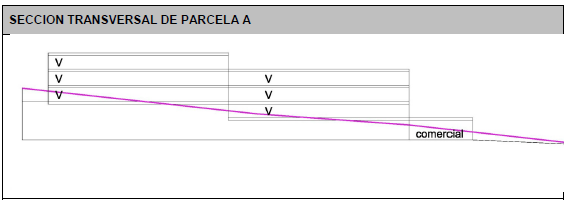 SECCION TRANSVERSAL DE PARCELA A
V
V V
V V
V
comercial